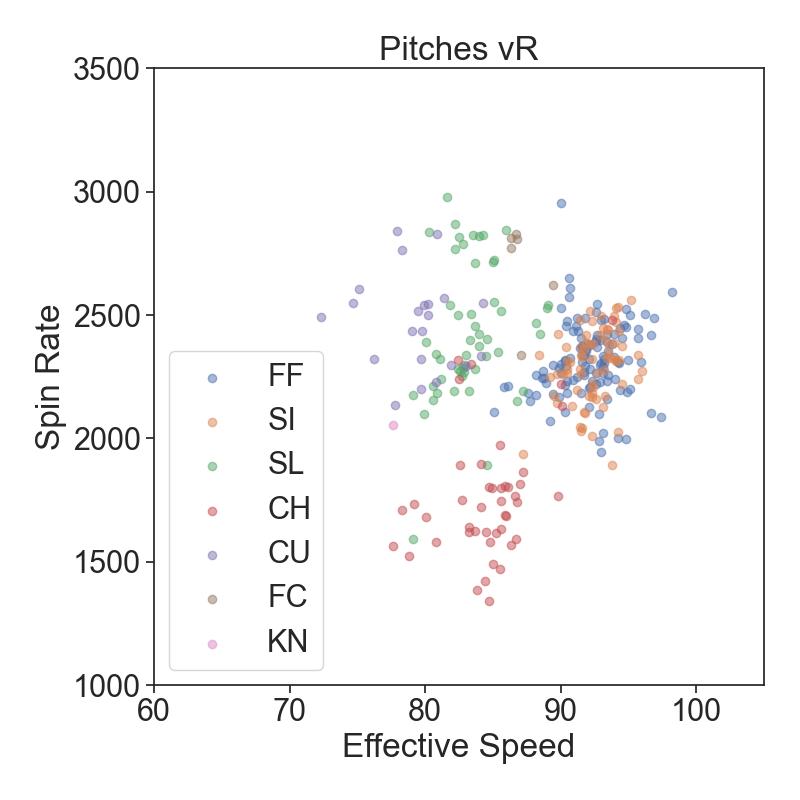 Pitches vR
3500
3000
2500
2000
1500
1000
Spin Rate
FF
SI
SL
CH
CU
FC
KN
60 70 80 90 100
Effective Speed